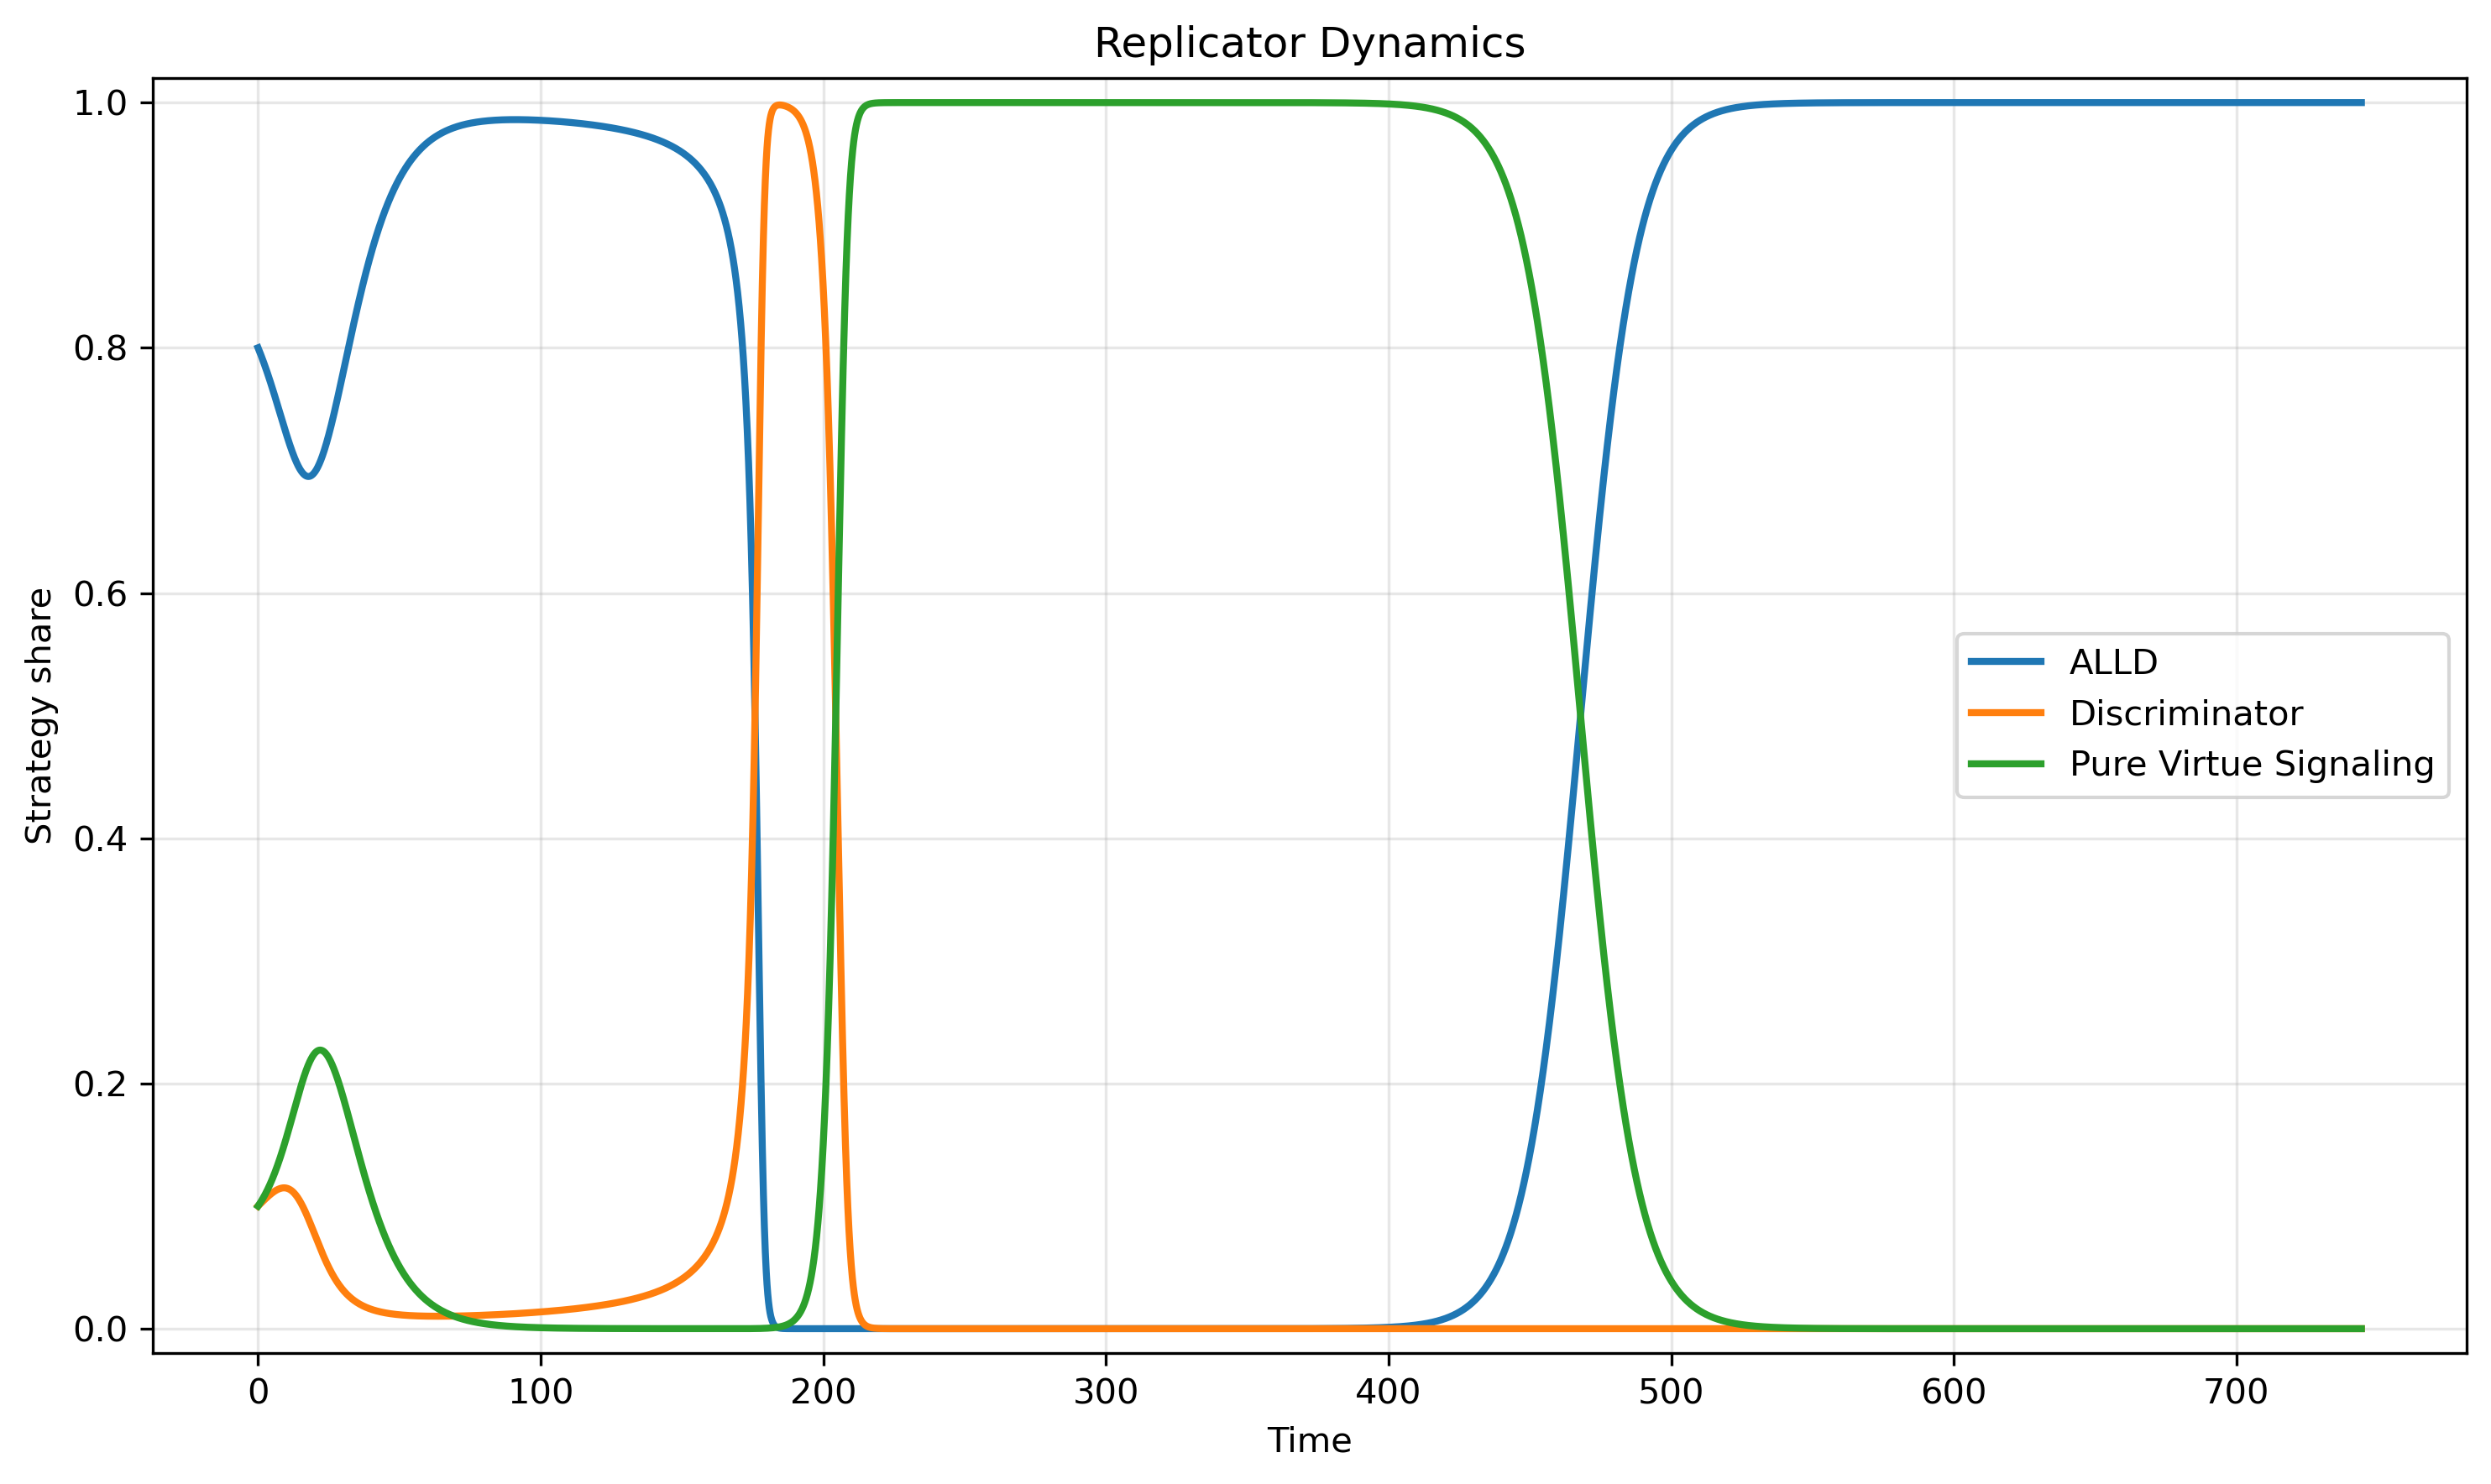 Replicator Dynamics
Strategy share
1.0
0.8
0.6
0.4
0.2
0.0
ALLD
Discriminator
Pure Virtue Signaling
0 100 200 300 400 500 600 700
Time